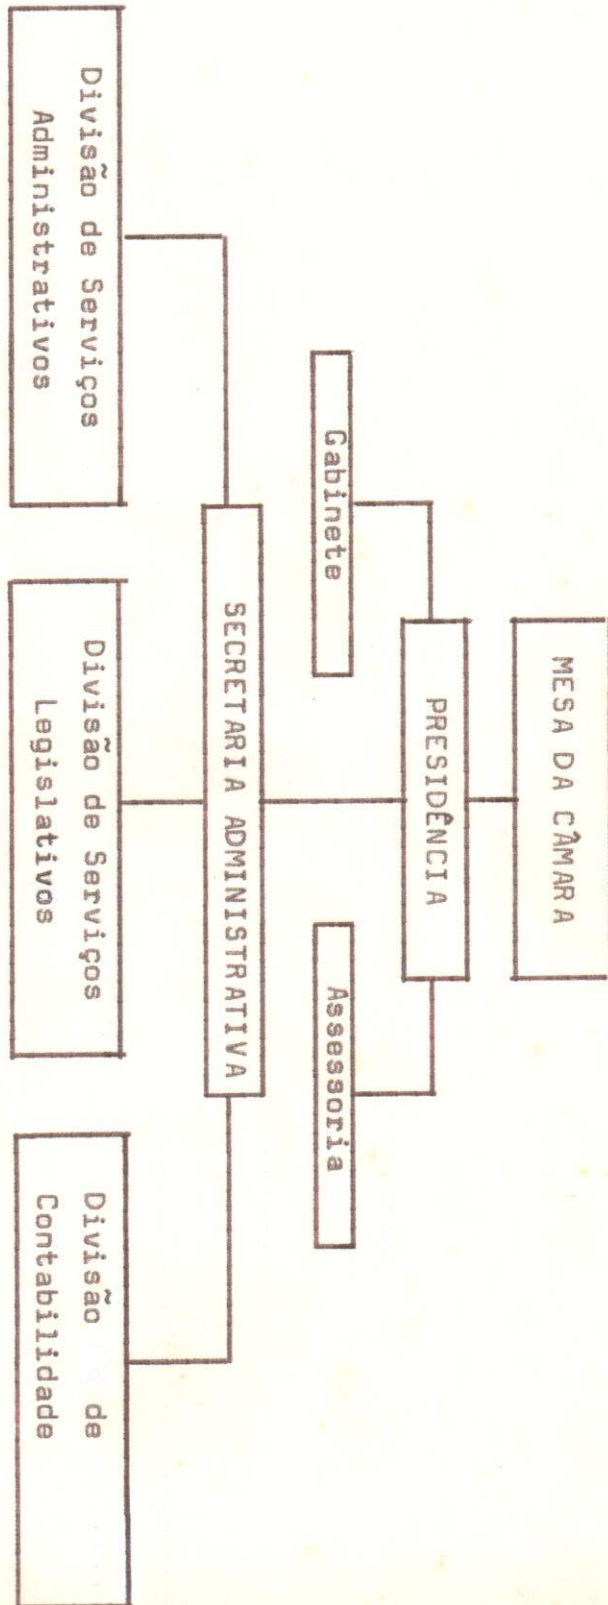 MESA DA CÂMARA
PRESIDÊNCIA
Gabinete
Assessoria
SECRETARIA ADMINISTRATIVA
Divisão de Serviços
Administrativos
Divisão de Serviços
Legislativos
Divisão de
Contabilidade